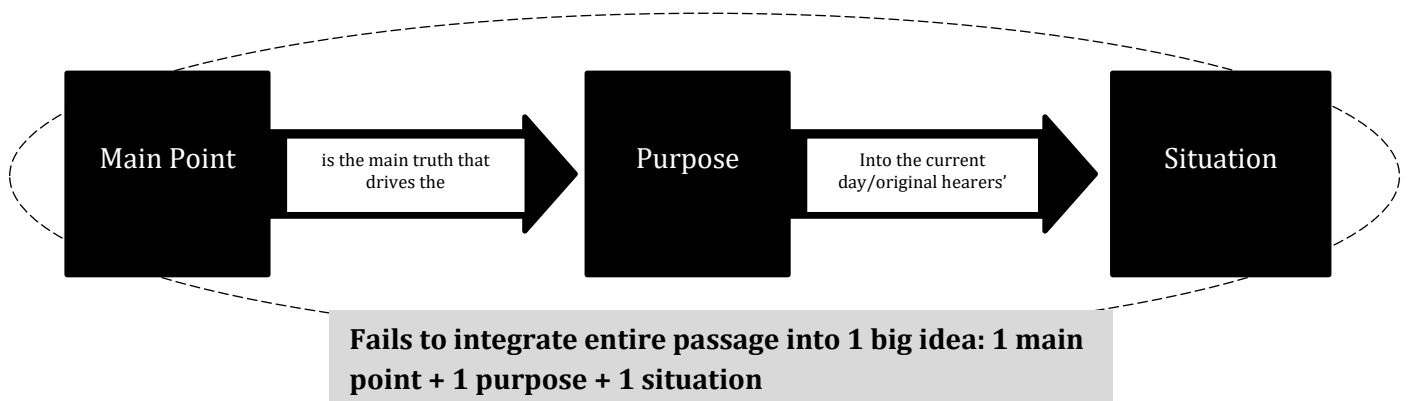 Main Point
is the main truth that
drives the
Purpose
Into the current
day/original hearers’
Situation
Fails to integrate entire passage into 1 big idea: 1 main
point + 1 purpose + 1 situation